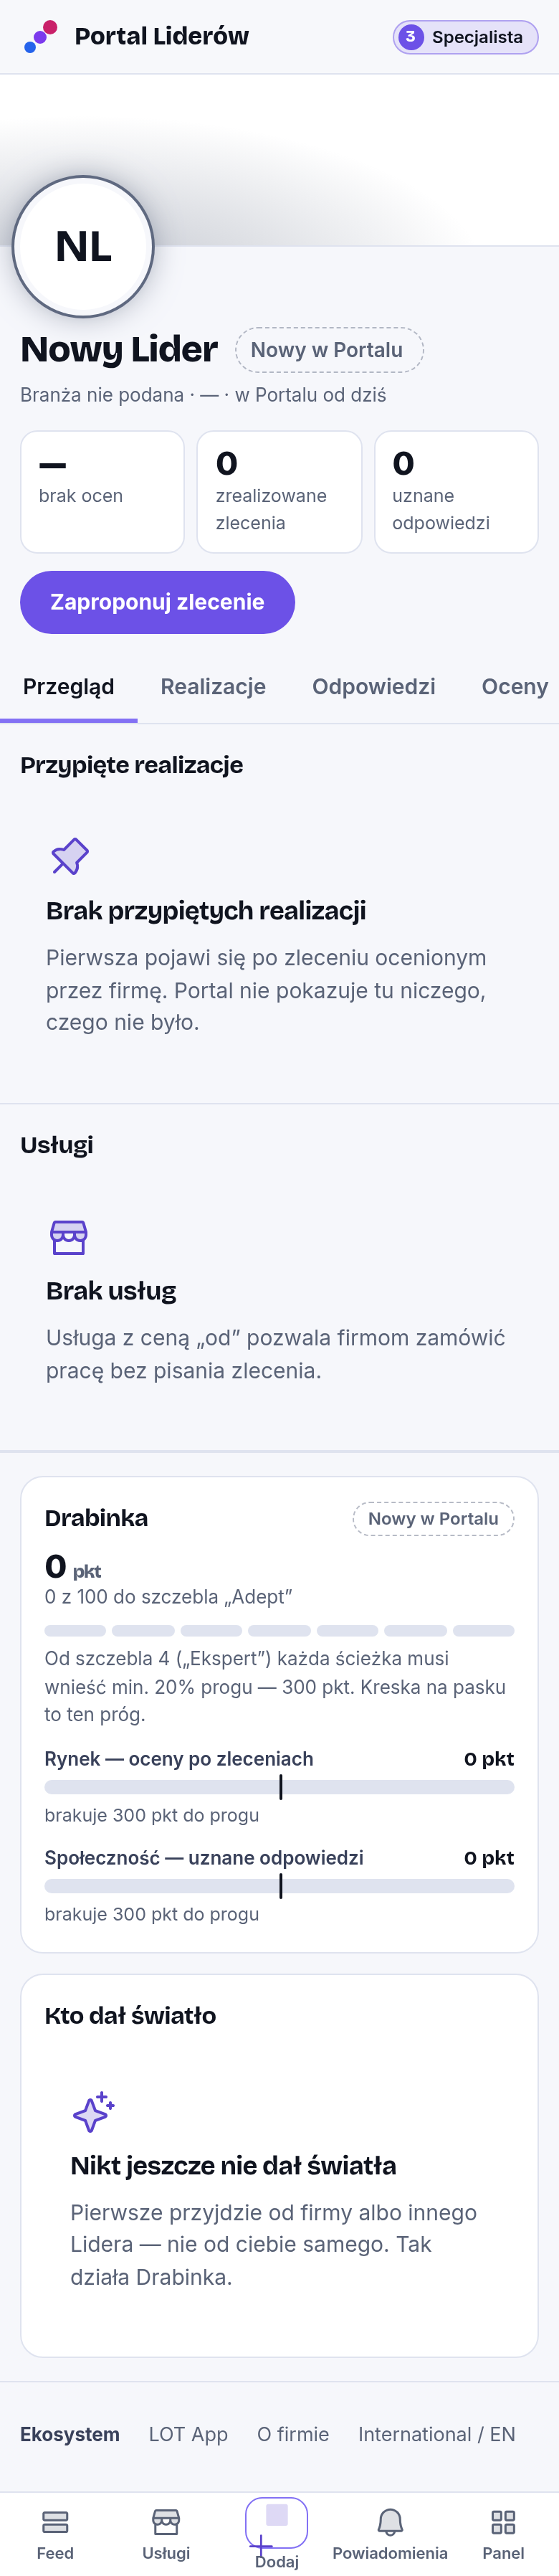 Portal Liderów
3 Specjalista
NL
Nowy Lider
Nowy w Portalu
Branża nie podana · — · w Portalu od dziś
—
brak ocen
0
zrealizowane
zlecenia
0
uznane
odpowiedzi
Zaproponuj zlecenie
Przegląd Realizacje Odpowiedzi Oceny
Przypięte realizacje
Brak przypiętych realizacji
Pierwsza pojawi się po zleceniu ocenionym
przez firmę. Portal nie pokazuje tu niczego,
czego nie było.
Usługi
Brak usług
Usługa z ceną „od” pozwala firmom zamówić
pracę bez pisania zlecenia.
Drabinka
Nowy w Portalu
0 pkt
0 z 100 do szczebla „Adept”
Od szczebla 4 („Ekspert”) każda ścieżka musi
wnieść min. 20% progu — 300 pkt. Kreska na pasku
to ten próg.
Rynek — oceny po zleceniach 0 pkt
brakuje 300 pkt do progu
Społeczność — uznane odpowiedzi 0 pkt
brakuje 300 pkt do progu
Kto dał światło
Nikt jeszcze nie dał światła
Pierwsze przyjdzie od firmy albo innego
Lidera — nie od ciebie samego. Tak
działa Drabinka.
Ekosystem LOT App O firmie International / EN
Feed Usługi Dodaj Powiadomienia Panel